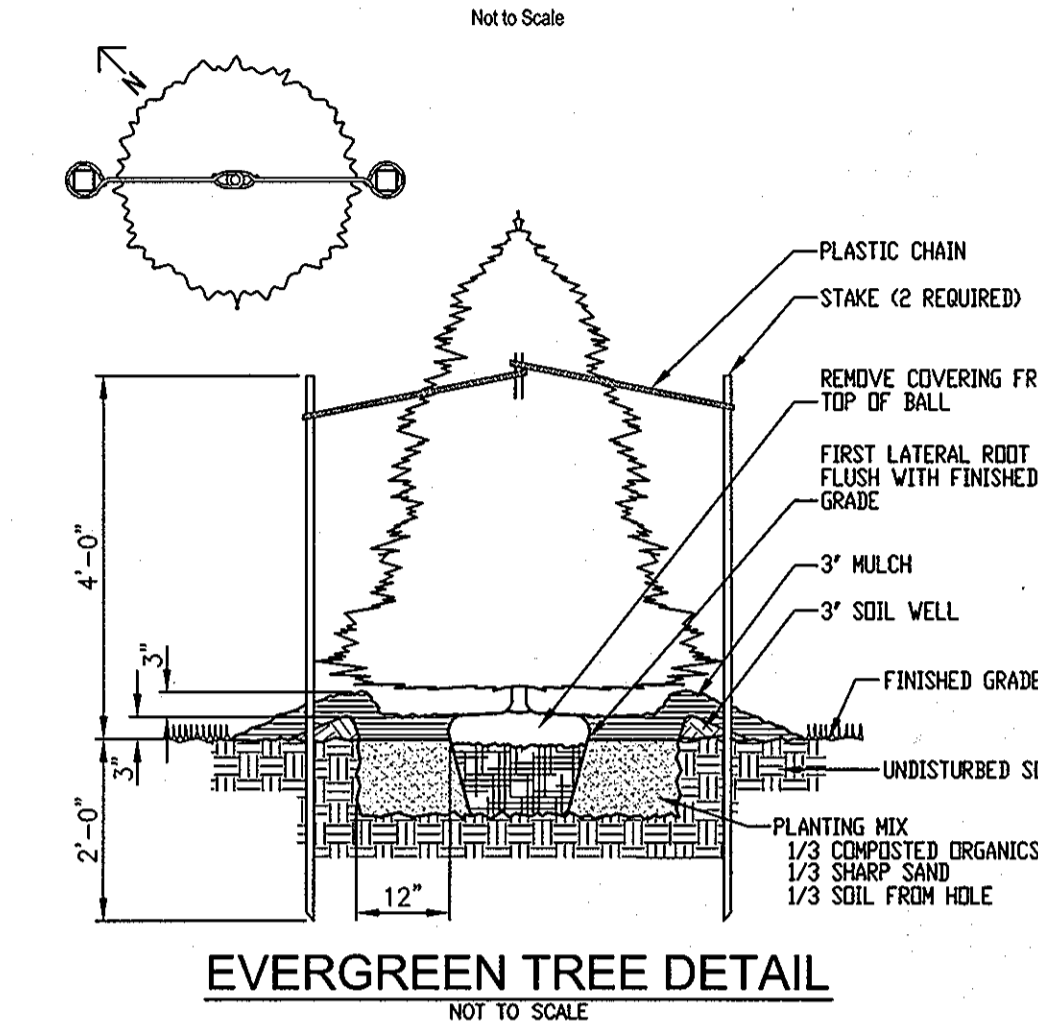 Not to Scale
N
PLASTIC CHAIN
STAKE (2 REQUIRED)
REMOVE COVERING FR
TOP OF BALL
FIRST LATERAL ROOT
FLUSH WITH FINISHED
GRADE
3" MULCH
3" SOIL WELL
FINISHED GRADE
UNDISTURBED SO
PLANTING MIX
1/3 COMPOSTED ORGANICS
1/3 SHARP SAND
1/3 SOIL FROM HOLE
4'-0"
3"
3"
2'-0"
12"
EVERGREEN TREE DETAIL
NOT TO SCALE